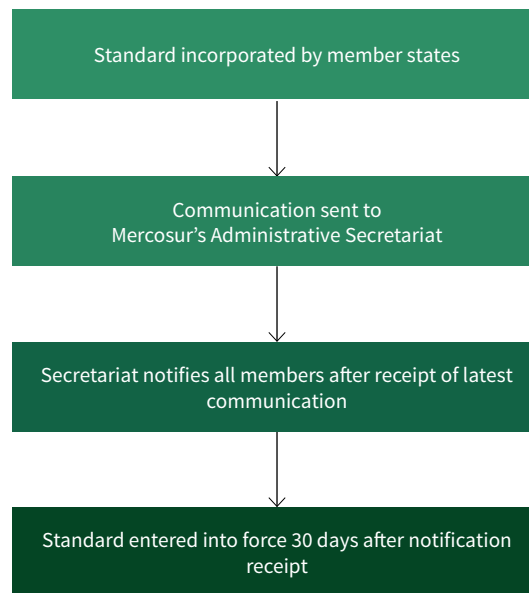 Standard incorporated by member states
Communication sent to
Mercosur’s Administrative Secretariat
Secretariat notifies all members after receipt of latest
communication
Standard entered into force 30 days after notification
receipt